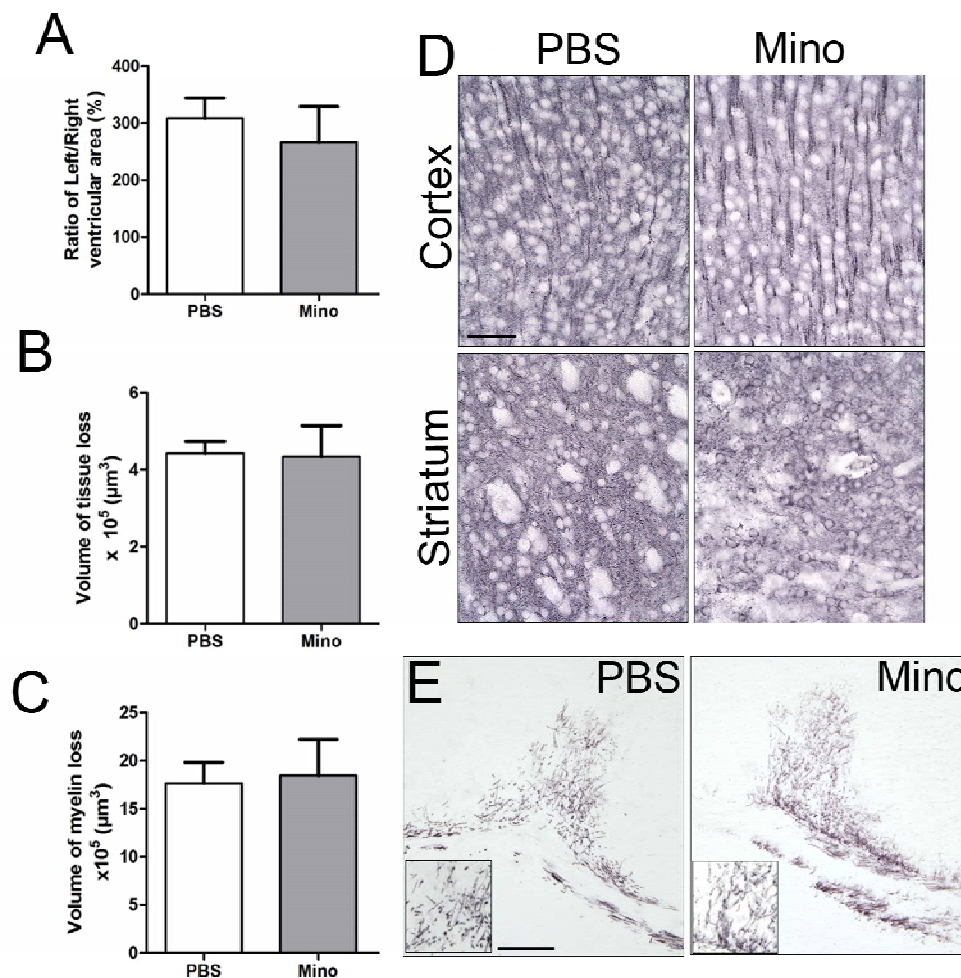 A
Ratio of Left/Right
ventricular area (%)
400
300
200
100
0
PBS
Mino
B
Volume of tissue loss
x 10⁵ (μm³)
6
4
2
0
PBS
Mino
C
Volume of myelin loss
x10⁵ (μm³)
25
20
15
10
5
0
PBS
Mino
D
PBS
Mino
Cortex
Striatum
E
PBS
Mino